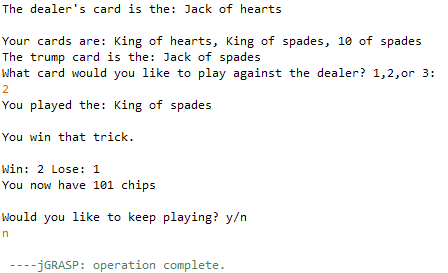 The dealer's card is the: Jack of hearts
Your cards are: King of hearts, King of spades, 10 of spades
The trump card is the: Jack of spades
What card would you like to play against the dealer? 1,2,or 3:
2
You played the: King of spades
You win that trick.
Win: 2 Lose: 1
You now have 101 chips
Would you like to keep playing? y/n
n
----jGRASP: operation complete.